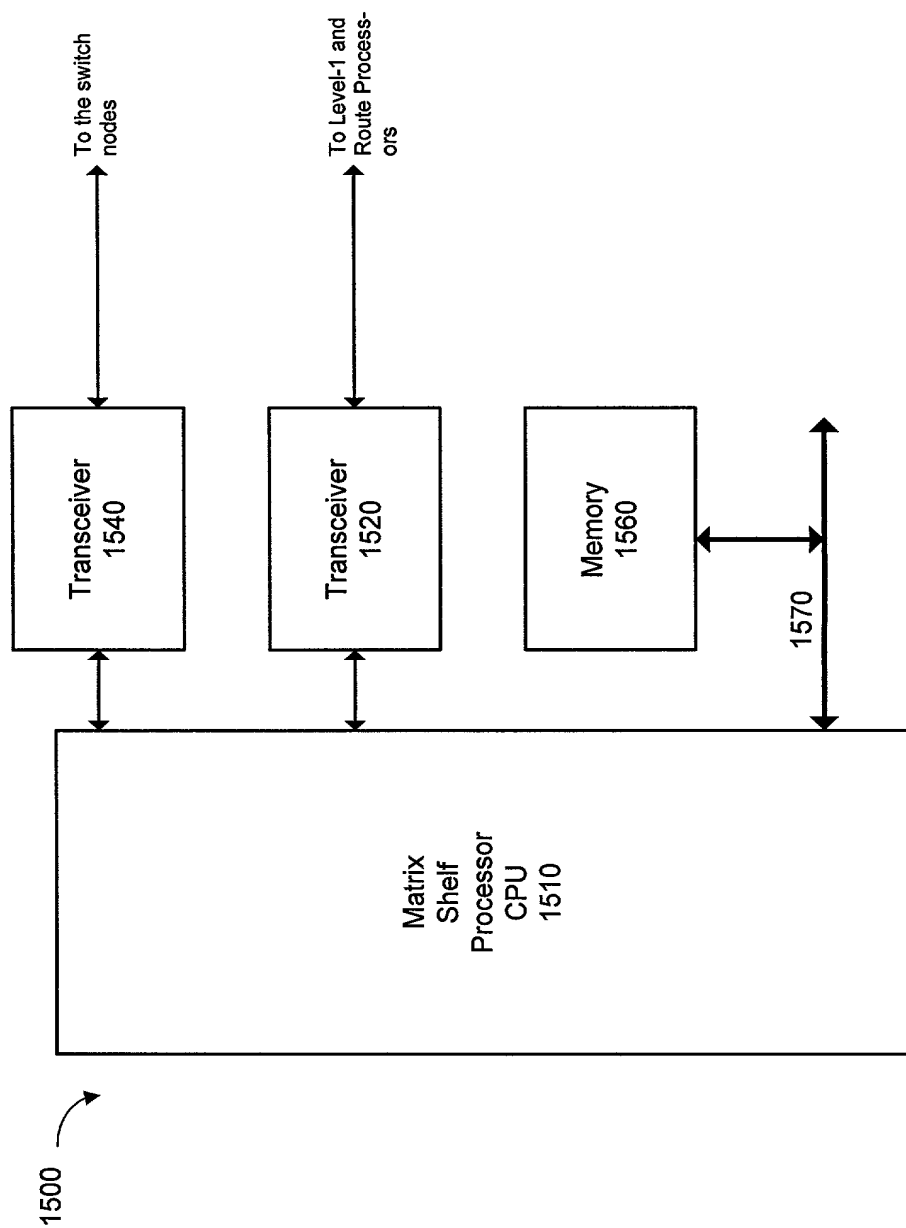 1500
Matrix
Shelf
Processor
CPU
1510
Transceiver
1540
To the switch
nodes
Transceiver
1520
To Level-1 and
Route Process-
ors
Memory
1560
1570